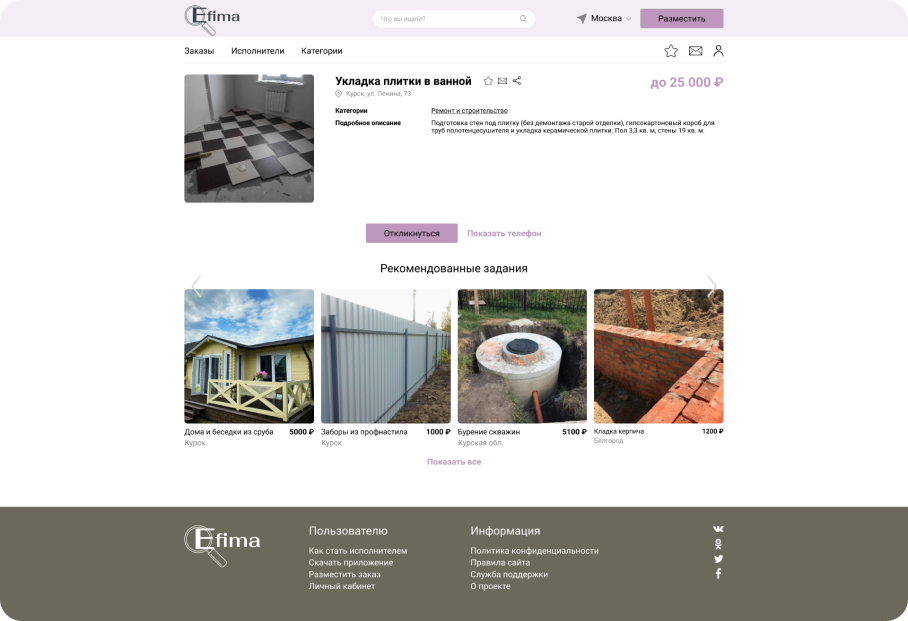 Efima
Что вы ищете?
Москва
Разместить
Заказы
Исполнители
Категории
Укладка плитки в ванной
до 25 000 ₽
Курск, ул. Ленина, 73
Категории
Ремонт и строительство
Подробное описание
Подготовка стен под плитку (без демонтажа старой отделки), гипсокартоновый короб для
труб полотенцесушителя и укладка керамической плитки. Пол 3,3 кв. м, стены 19 кв. м.
Откликнуться
Показать телефон
Рекомендованные задания
Дома и беседки из сруба 5000 ₽
Курск
Заборы из профнастила 1000 ₽
Курск
Бурение скважин 5100 ₽
Курская обл.
Кладка керпича 1200 ₽
Белгород
Показать все
Efima
Пользователю
Как стать исполнителем
Скачать приложение
Разместить заказ
Личный кабинет
Информация
Политика конфиденциальности
Правила сайта
Служба поддержки
О проекте